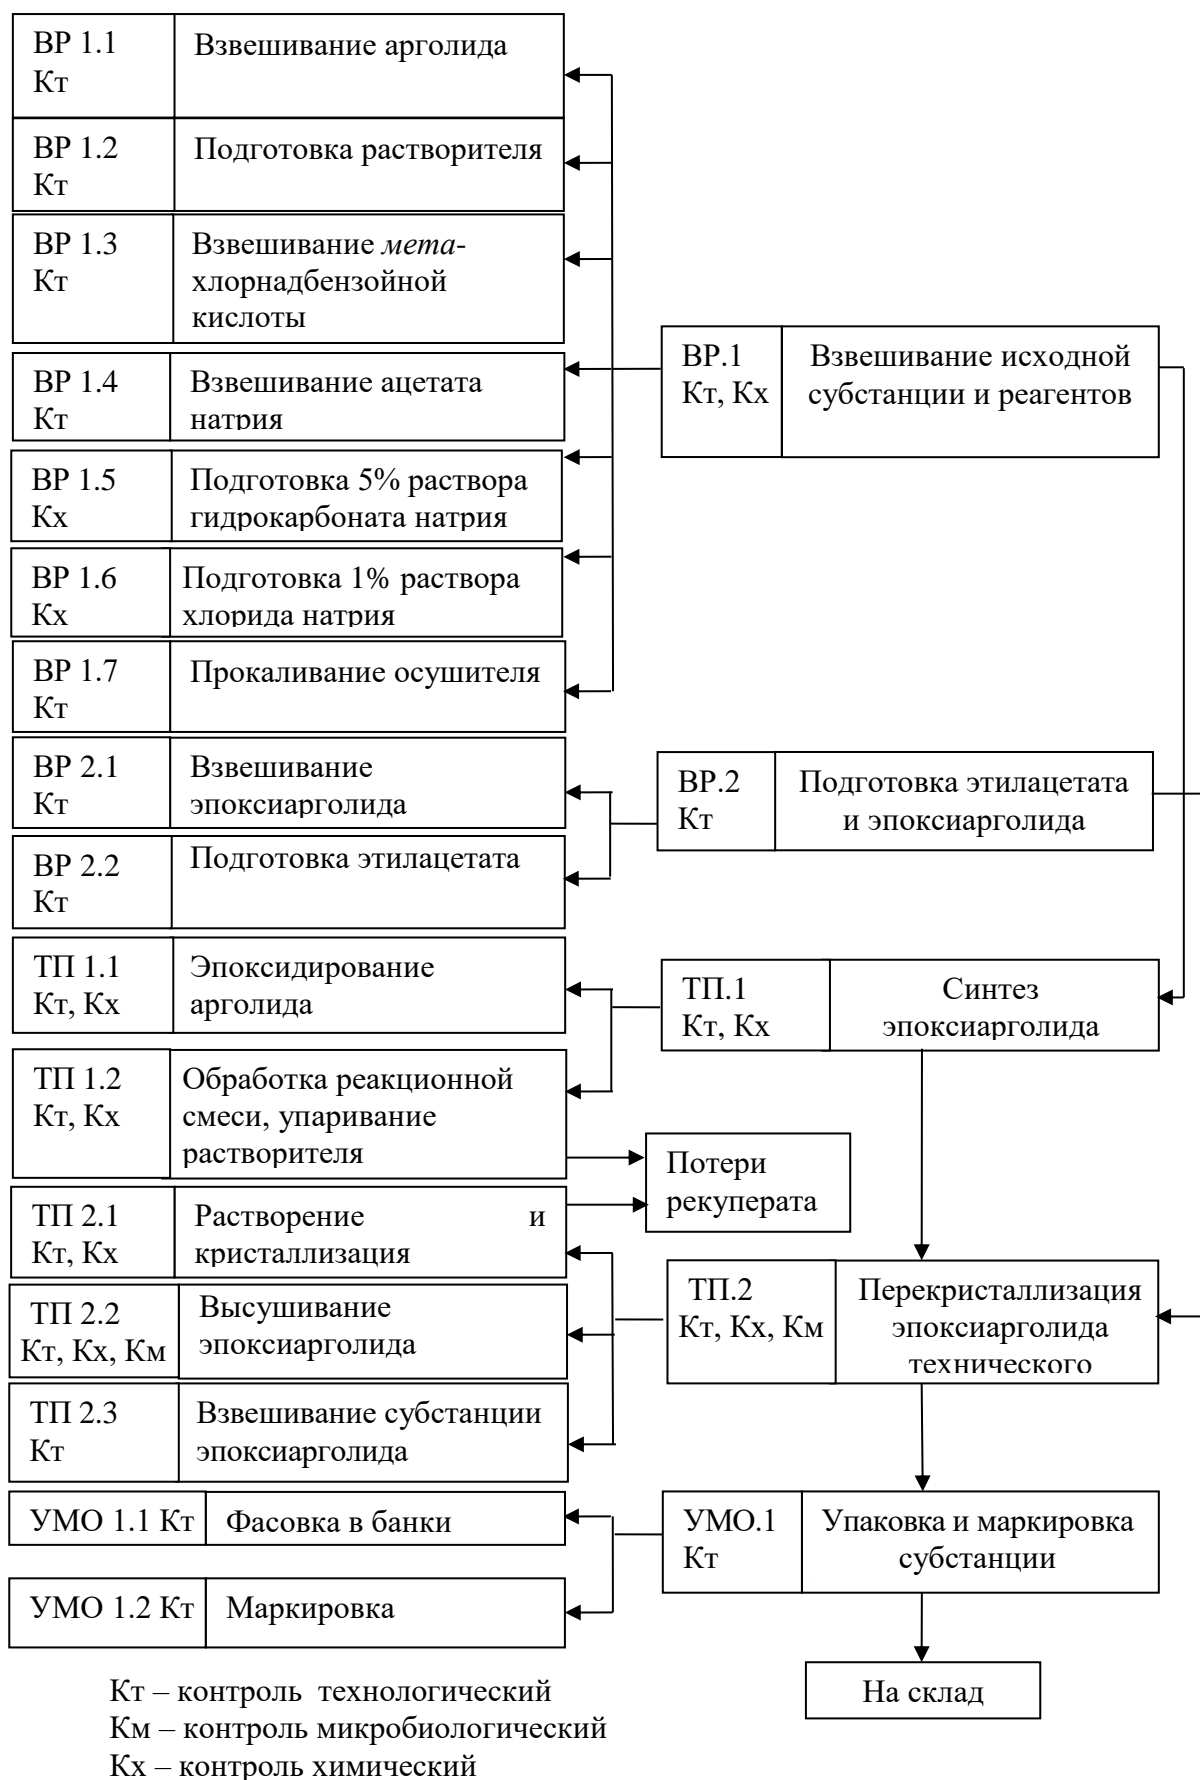 ВР 1.1
Кт
Взвешивание арголида
ВР 1.2
Кт
Подготовка растворителя
ВР 1.3
Кт
Взвешивание мета-
хлорнадбензойной
кислоты
ВР 1.4
Кт
Взвешивание ацетата
натрия
ВР 1.5
Кх
Подготовка 5% раствора
гидрокарбоната натрия
ВР 1.6
Кх
Подготовка 1% раствора
хлорида натрия
ВР 1.7
Кт
Прокаливание осушителя
ВР.1
Кт, Кх
Взвешивание исходной
субстанции и реагентов
ВР 2.1
Кт
Взвешивание
эпоксиарголида
ВР 2.2
Кт
Подготовка этилацетата
ВР.2
Кт
Подготовка этилацетата
и эпоксиарголида
ТП 1.1
Кт, Кх
Эпоксидирование
арголида
ТП 1.2
Кт, Кх
Обработка реакционной
смеси, упаривание
растворителя
ТП.1
Кт, Кх
Синтез
эпоксиарголида
Потери
рекуперата
ТП 2.1
Кт, Кх
Растворение и
кристаллизация
ТП 2.2
Кт, Кх, Км
Высушивание
эпоксиарголида
ТП 2.3
Кт
Взвешивание субстанции
эпоксиарголида
ТП.2
Кт, Кх, Км
Перекристаллизация
эпоксиарголида
технического
УМО 1.1 Кт
Фасовка в банки
УМО 1.2 Кт
Маркировка
УМО.1
Кт
Упаковка и маркировка
субстанции
На склад
Кт – контроль технологический
Км – контроль микробиологический
Кх – контроль химический